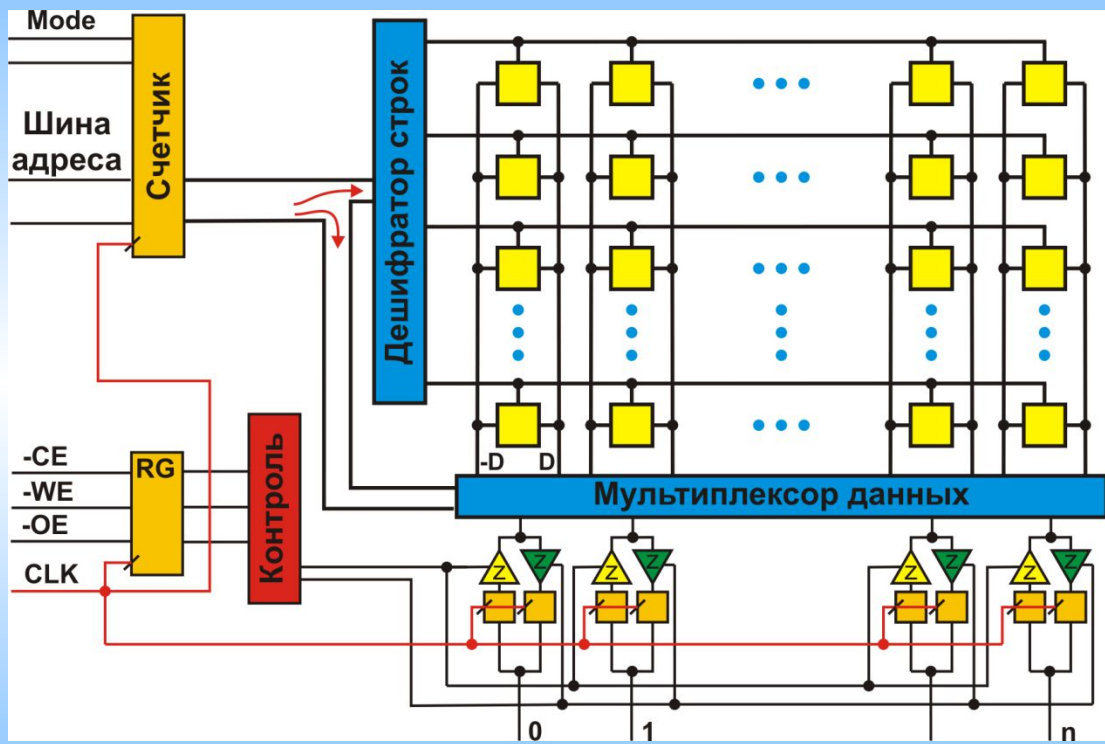 Mode
Шина
адреса
Счетчик
Дешифратор строк
-CE
-WE
-OE
CLK
RG
Контроль
-D D
Мультиплексор данных
Z Z Z Z Z Z Z Z
0 1 n